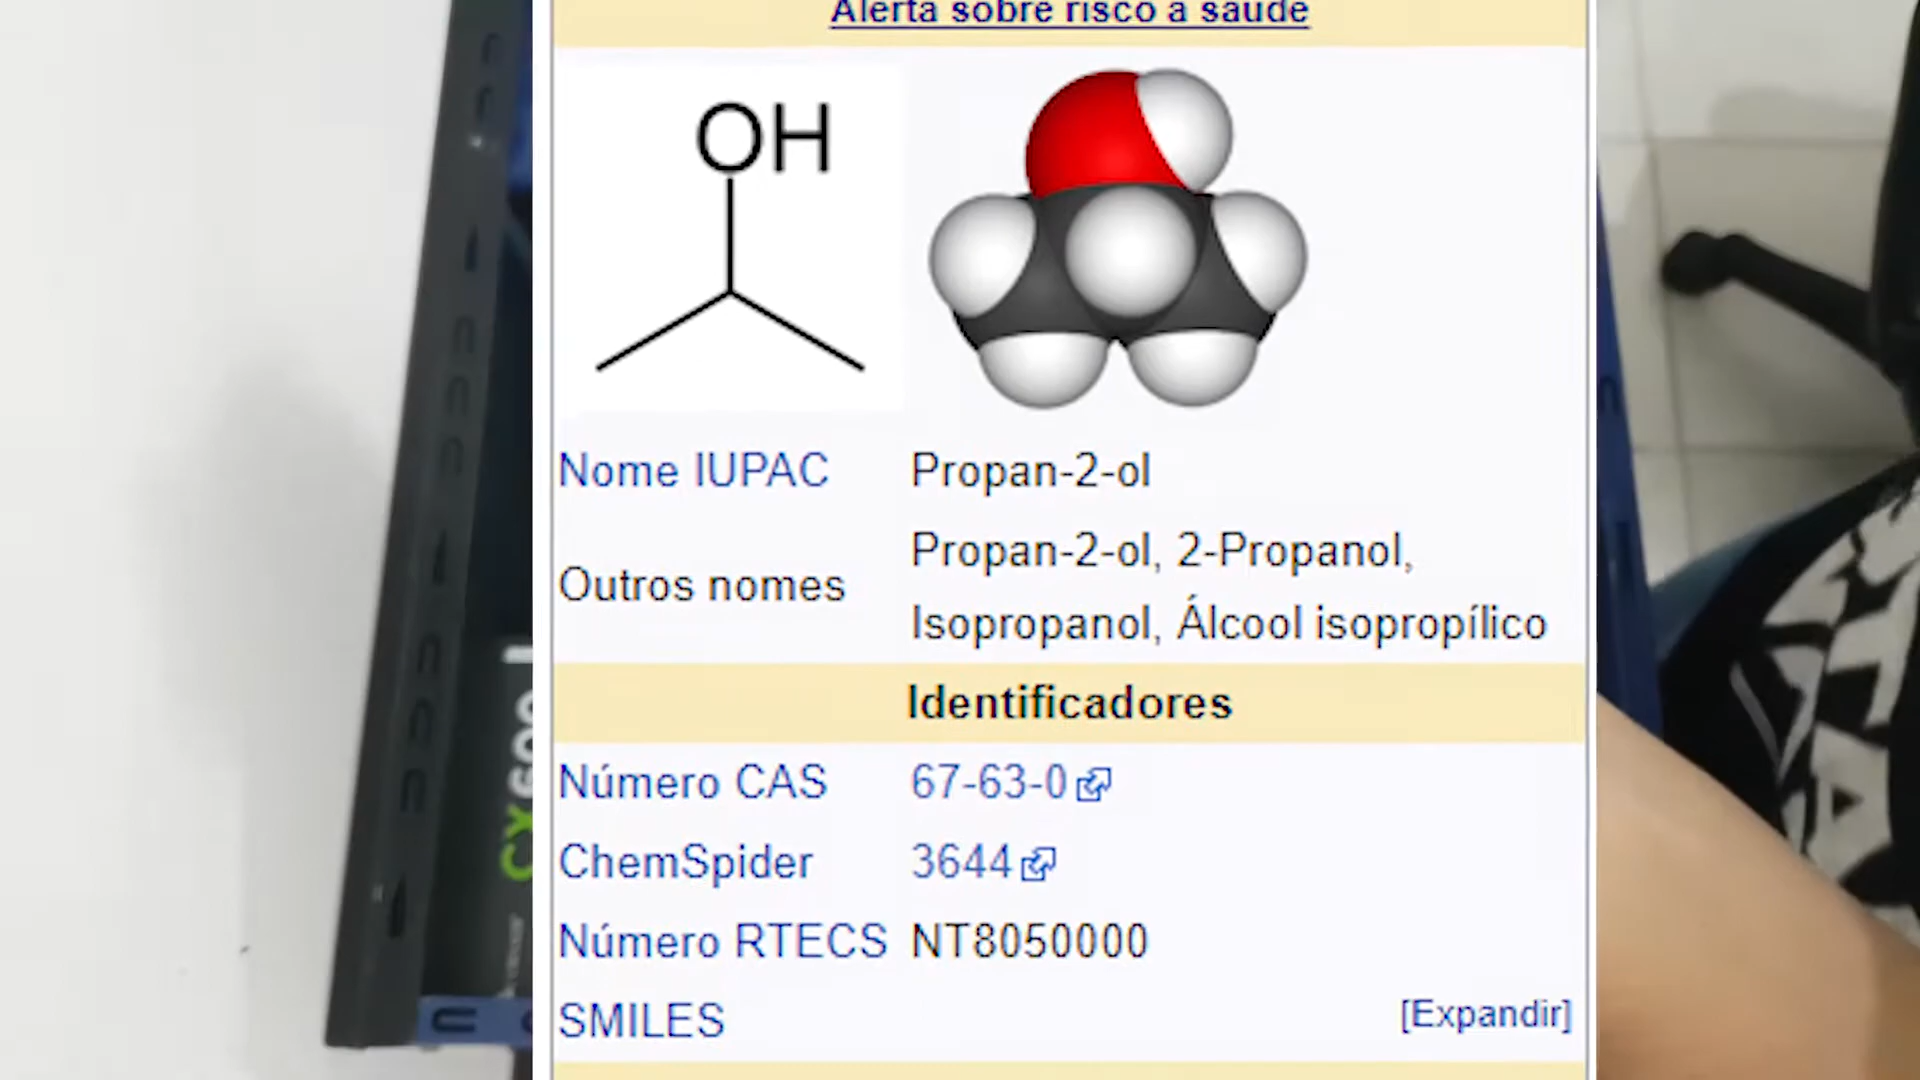 Alerta sobre risco à saúde
OH
Nome IUPAC
Propan-2-ol
Outros nomes
Propan-2-ol, 2-Propanol,
Isopropanol, Álcool isopropílico
Identificadores
Número CAS
67-63-0
ChemSpider
3644
Número RTECS
NT8050000
SMILES
[Expandir]
CX600